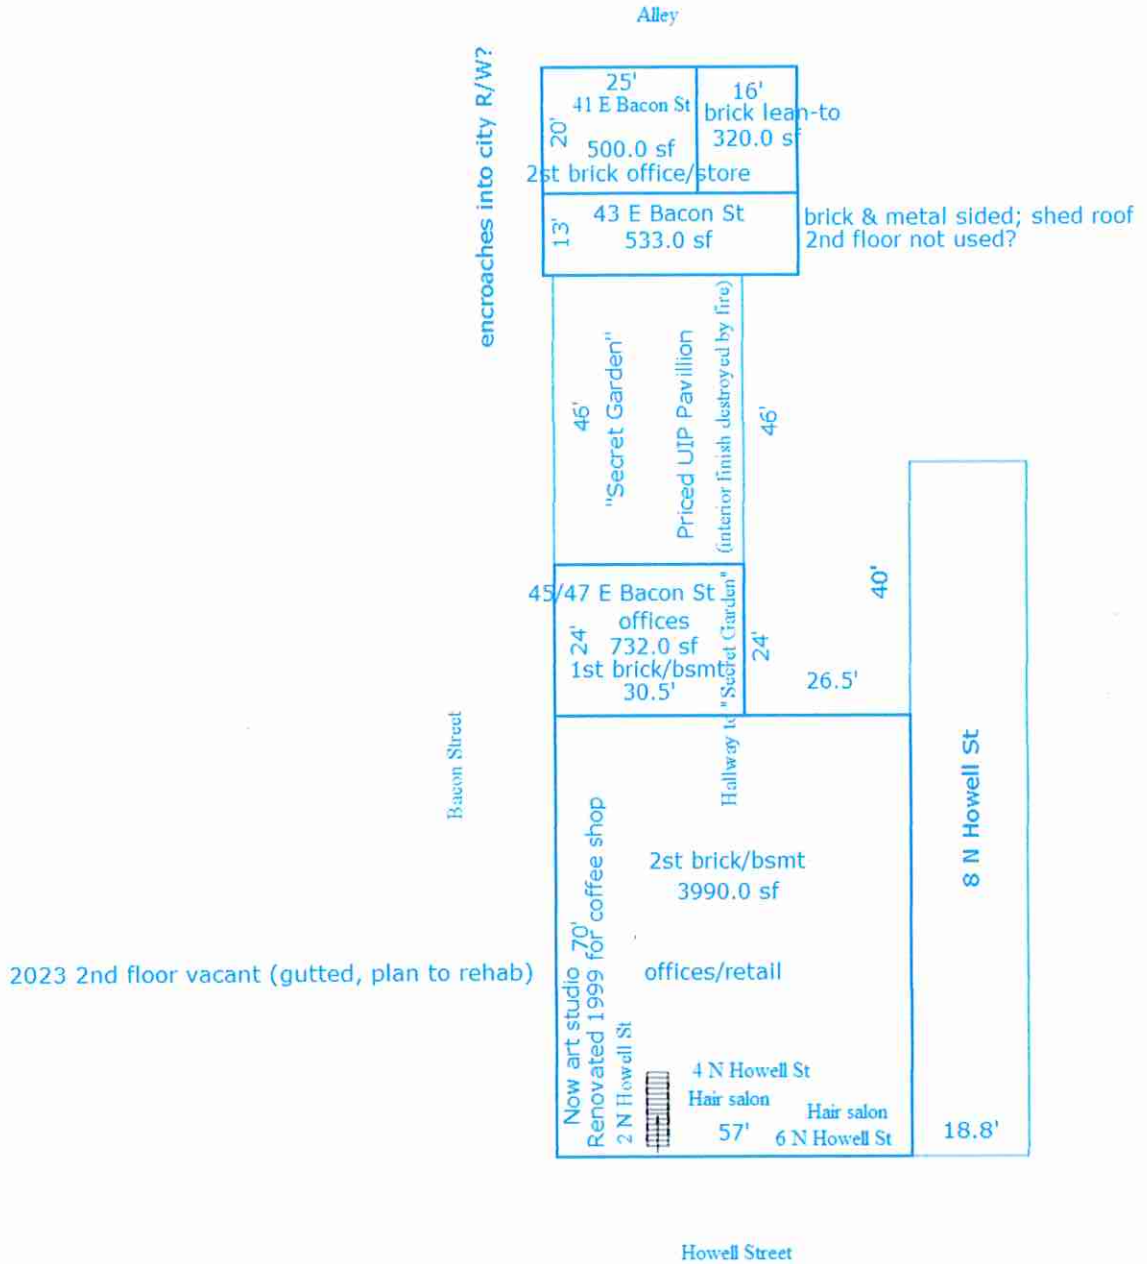 Alley
encroaches into city R/W?
25'
41 E Bacon St
20'
500.0 sf
2st brick office/store
16'
brick lean-to
320.0 sf
43 E Bacon St
13'
533.0 sf
brick & metal sided; shed roof
2nd floor not used?
46'
"Secret Garden"
Priced UIP Pavillion
(interior finish destroyed by fire)
46'
45/47 E Bacon St
offices
24'
732.0 sf
1st brick/bsmt
30.5'
Hallway to "Secret Garden"
24'
40'
26.5'
Bacon Street
8 N Howell St
2st brick/bsmt
3990.0 sf
offices/retail
2023 2nd floor vacant (gutted, plan to rehab)
Now art studio
70'
Renovated 1999 for coffee shop
2 N Howell St
4 N Howell St
Hair salon
57'
Hair salon
6 N Howell St
18.8'
Howell Street